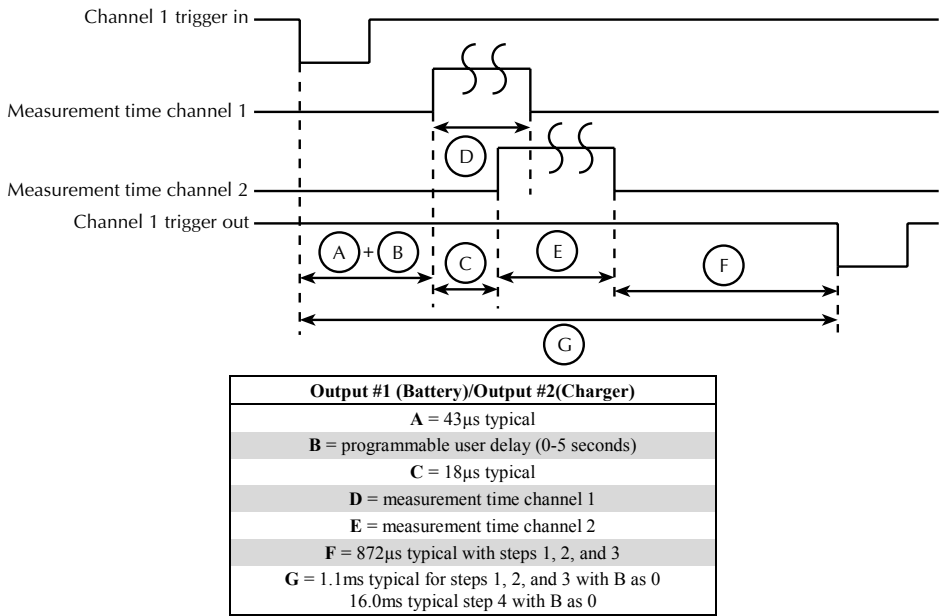 Channel 1 trigger in
Measurement time channel 1
D
Measurement time channel 2
Channel 1 trigger out
A + B
C
E
F
G
Output #1 (Battery)/Output #2(Charger)
A = 43µs typical
B = programmable user delay (0-5 seconds)
C = 18µs typical
D = measurement time channel 1
E = measurement time channel 2
F = 872µs typical with steps 1, 2, and 3
G = 1.1ms typical for steps 1, 2, and 3 with B as 0
16.0ms typical step 4 with B as 0